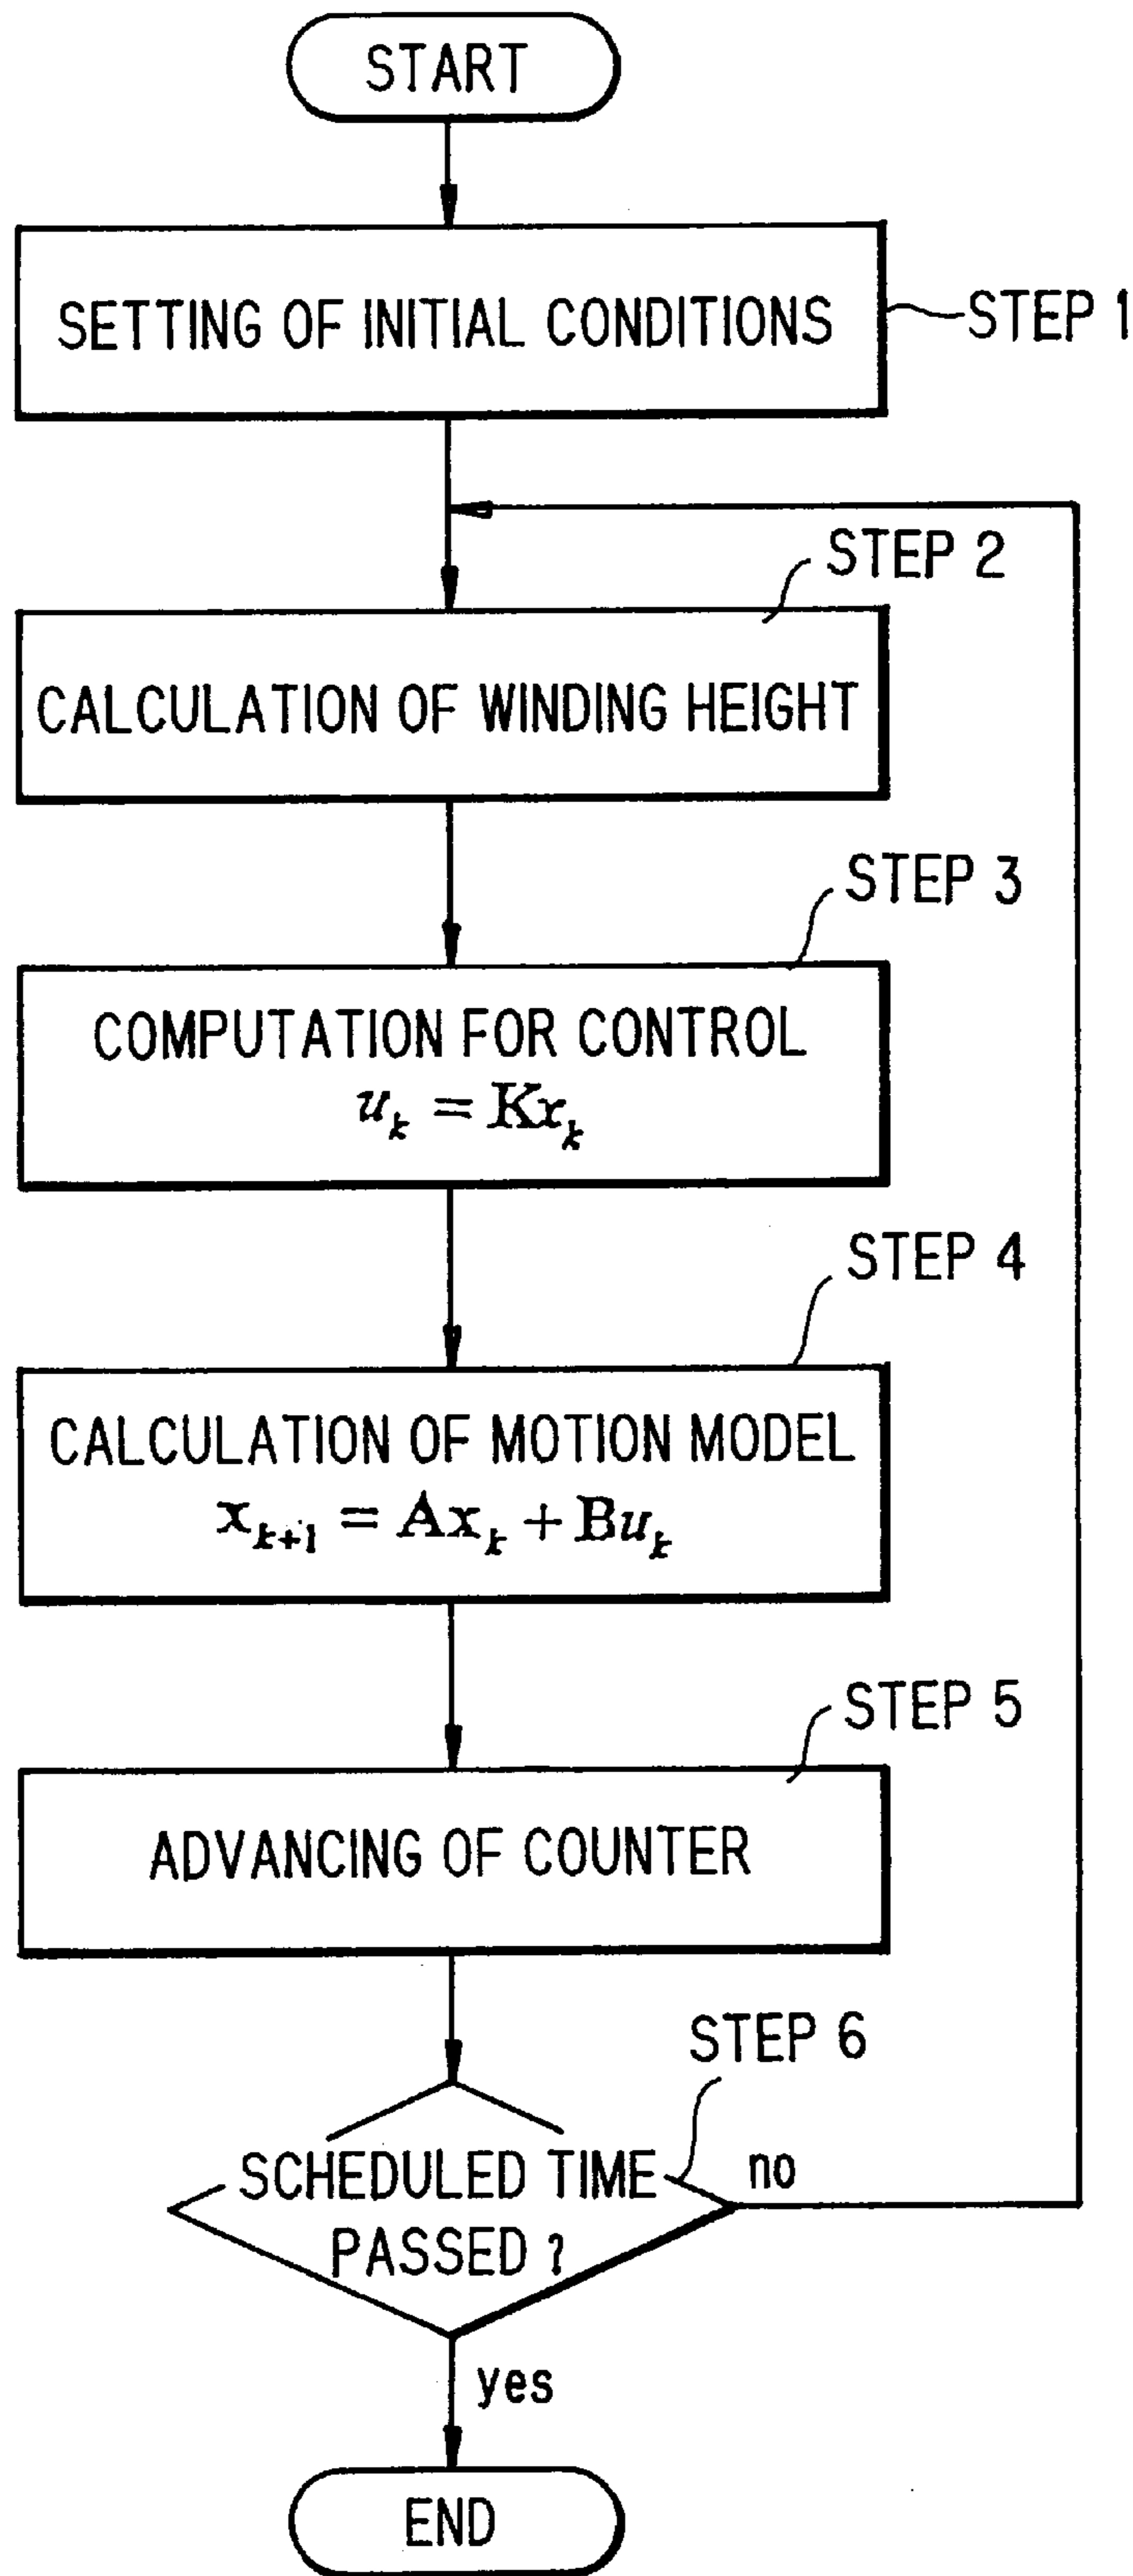 START
SETTING OF INITIAL CONDITIONS
STEP 1
STEP 2
CALCULATION OF WINDING HEIGHT
STEP 3
COMPUTATION FOR CONTROL
u_k = Kx_k
STEP 4
CALCULATION OF MOTION MODEL
x_{k+1} = Ax_k + Bu_k
STEP 5
ADVANCING OF COUNTER
STEP 6
SCHEDULED TIME
PASSED ?
no
yes
END